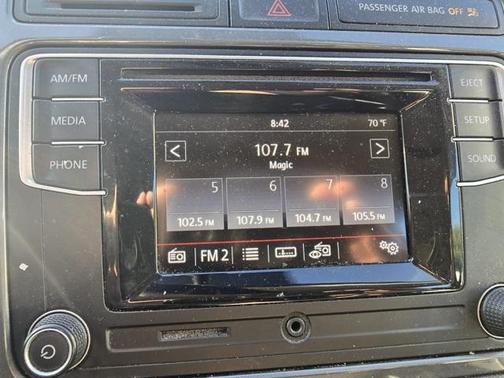 PASSENGER AIR BAG OFF
AM/FM
MEDIA
PHONE
8:42 70 °F
107.7 FM
Magic
5 6 7 8
102.5 FM 107.9 FM 104.7 FM 105.5 FM
FM 2
EJECT
SETUP
SOUND